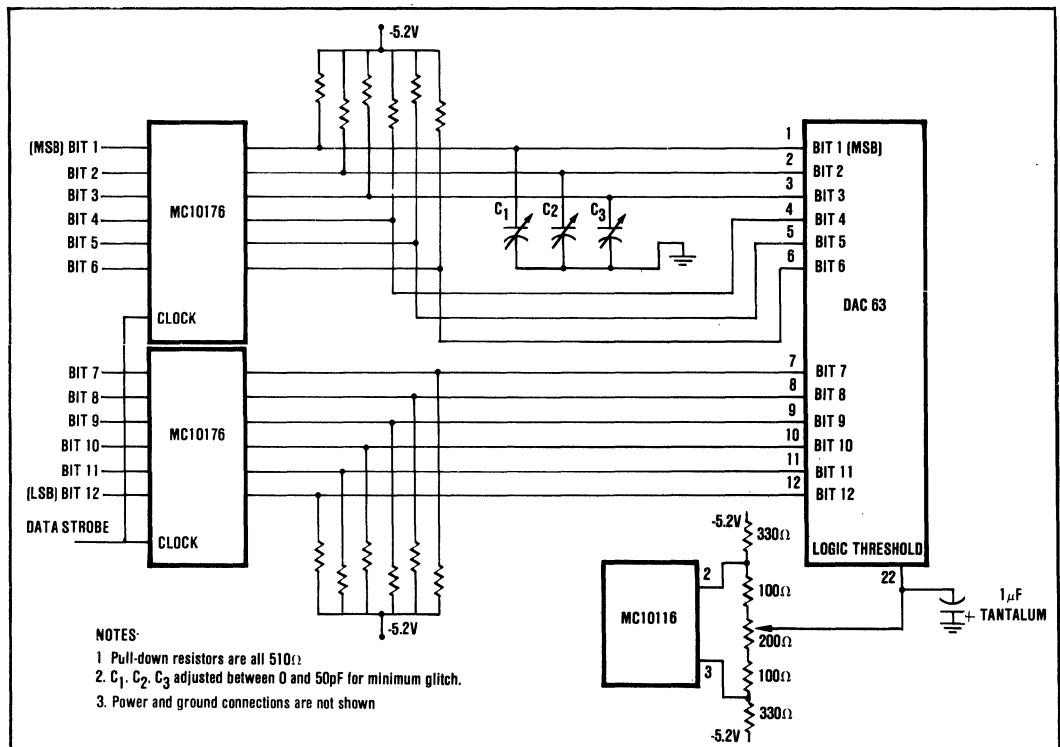 -5.2V
(MSB) BIT 1
BIT 2
BIT 3
BIT 4
BIT 5
BIT 6
MC10176
CLOCK
C1
C2
C3
1
2
3
4
5
6
BIT 1 (MSB)
BIT 2
BIT 3
BIT 4
BIT 5
BIT 6
DAC 63
BIT 7
BIT 8
BIT 9
BIT 10
BIT 11
(LSB) BIT 12
DATA STROBE
MC10176
CLOCK
7
8
9
10
11
12
BIT 7
BIT 8
BIT 9
BIT 10
BIT 11
BIT 12
LOGIC THRESHOLD
22
-5.2V
-5.2V
330Ω
100Ω
200Ω
100Ω
330Ω
-5.2V
MC10116
2
3
1μF
+ TANTALUM
NOTES·
1 Pull-down resistors are all 510Ω
2. C1. C2. C3 adjusted between 0 and 50pF for minimum glitch.
3. Power and ground connections are not shown